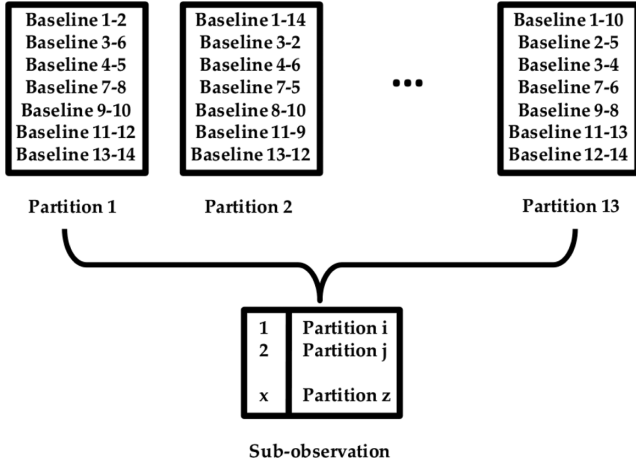 Baseline 1-2
Baseline 3-6
Baseline 4-5
Baseline 7-8
Baseline 9-10
Baseline 11-12
Baseline 13-14
Partition 1
Baseline 1-14
Baseline 3-2
Baseline 4-6
Baseline 7-5
Baseline 8-10
Baseline 11-9
Baseline 13-12
Partition 2
...
Baseline 1-10
Baseline 2-5
Baseline 3-4
Baseline 7-6
Baseline 9-8
Baseline 11-13
Baseline 12-14
Partition 13
1 Partition i
2 Partition j
x Partition z
Sub-observation